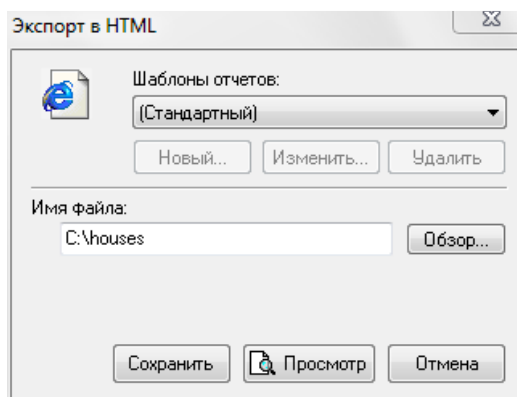 Экспорт в HTML
Шаблоны отчетов:
(Стандартный)
Новый... Изменить... Удалить
Имя файла:
C:\houses Обзор...
Сохранить Просмотр Отмена